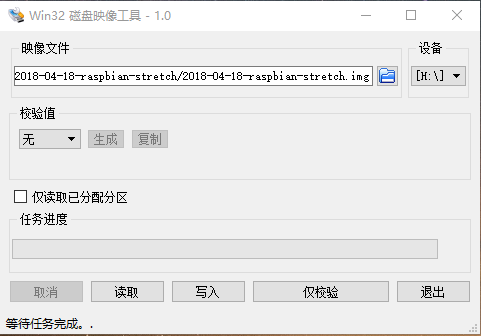 Win32 磁盘映像工具 - 1.0
映像文件
设备
2018-04-18-raspbian-stretch/2018-04-18-raspbian-stretch.img
[H:\]
校验值
无
生成
复制
仅读取已分配分区
任务进度
取消
读取
写入
仅校验
退出
等待任务完成。.